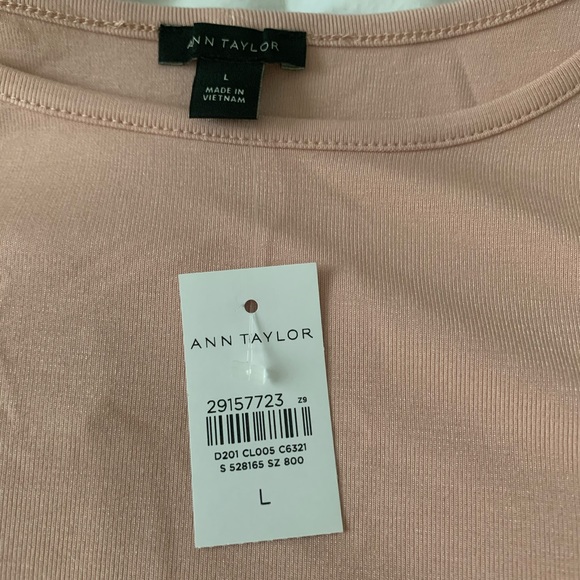 ANN TAYLOR
L
MADE IN
VIETNAM
ANN TAYLOR
29157723 Z9
D201 CL005 C6321
S 528165 SZ 800
L